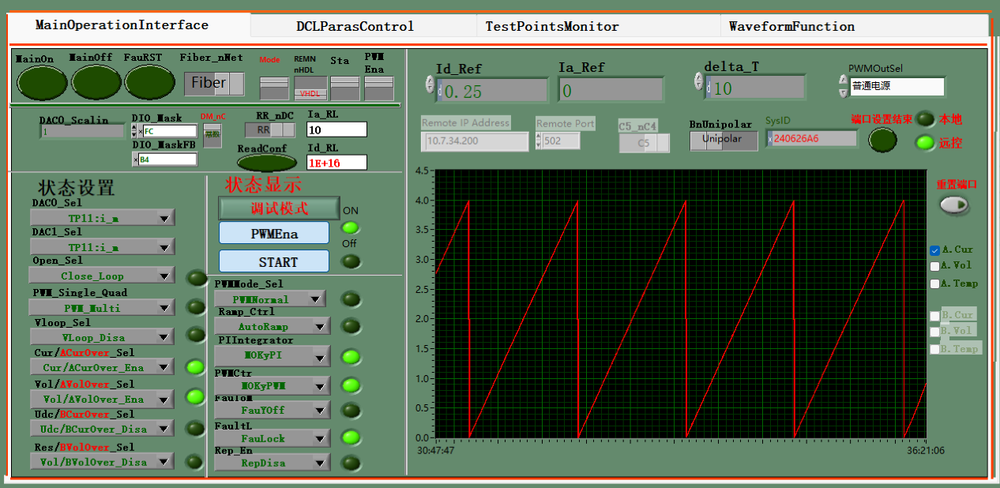 MainOperationInterface DCLParasControl TestPointsMonitor WaveformFunction
MainOn MainOff FauRST Fiber_nNet Mode REMN nHDL Sta PWM Ena
Fiber VHDL
DACO_Scalin 1
DIO_Mask
× FC
DIO_MaskFB
× B4
DM_nC
常数
RR_nDC
RR
Ia_RL
10
ReadConf
Id_RL
1E+16
Id_Ref
d 0.25
Ia_Ref
0
delta_T
d 10
PWMOutSel
普通电源
Remote IP Address
10.7.34.200
Remote Port
502
C5_nC4
C5
BnUnipolar
Unipolar
SysID
x 240626A6
端口设置结束
本地
远控
状态设置
DACO_Sel
TP11:i_m
DAC1_Sel
TP11:i_m
Open_Sel
Close_Loop
PWM_Single_Quad
PWM_Multi
Vloop_Sel
VLoop_Disa
Cur/ACurOver_Sel
Cur/ACurOver_Ena
Vol/AVolOver_Sel
Vol/AVolOver_Ena
Udc/BCurOver_Sel
Udc/BCurOver_Disa
Res/BVolOver_Sel
Vol/BVolOver_Disa
状态显示
调试模式
ON
PWMEna
Off
START
PWMMode_Sel
PWMNormal
Ramp_Ctrl
AutoRamp
PIIntegrator
MOKyPI
PWMCtr
MOKyPWM
FauYoM
FauYOff
FaultL
FauLock
Rep_En
RepDisa
4.5
4.0
3.5
3.0
2.5
2.0
1.5
1.0
0.5
0.0
30:47:47 36:21:06
重置端口
A.Cur
A.Vol
A.Temp
B.Cur
B.Vol
B.Temp